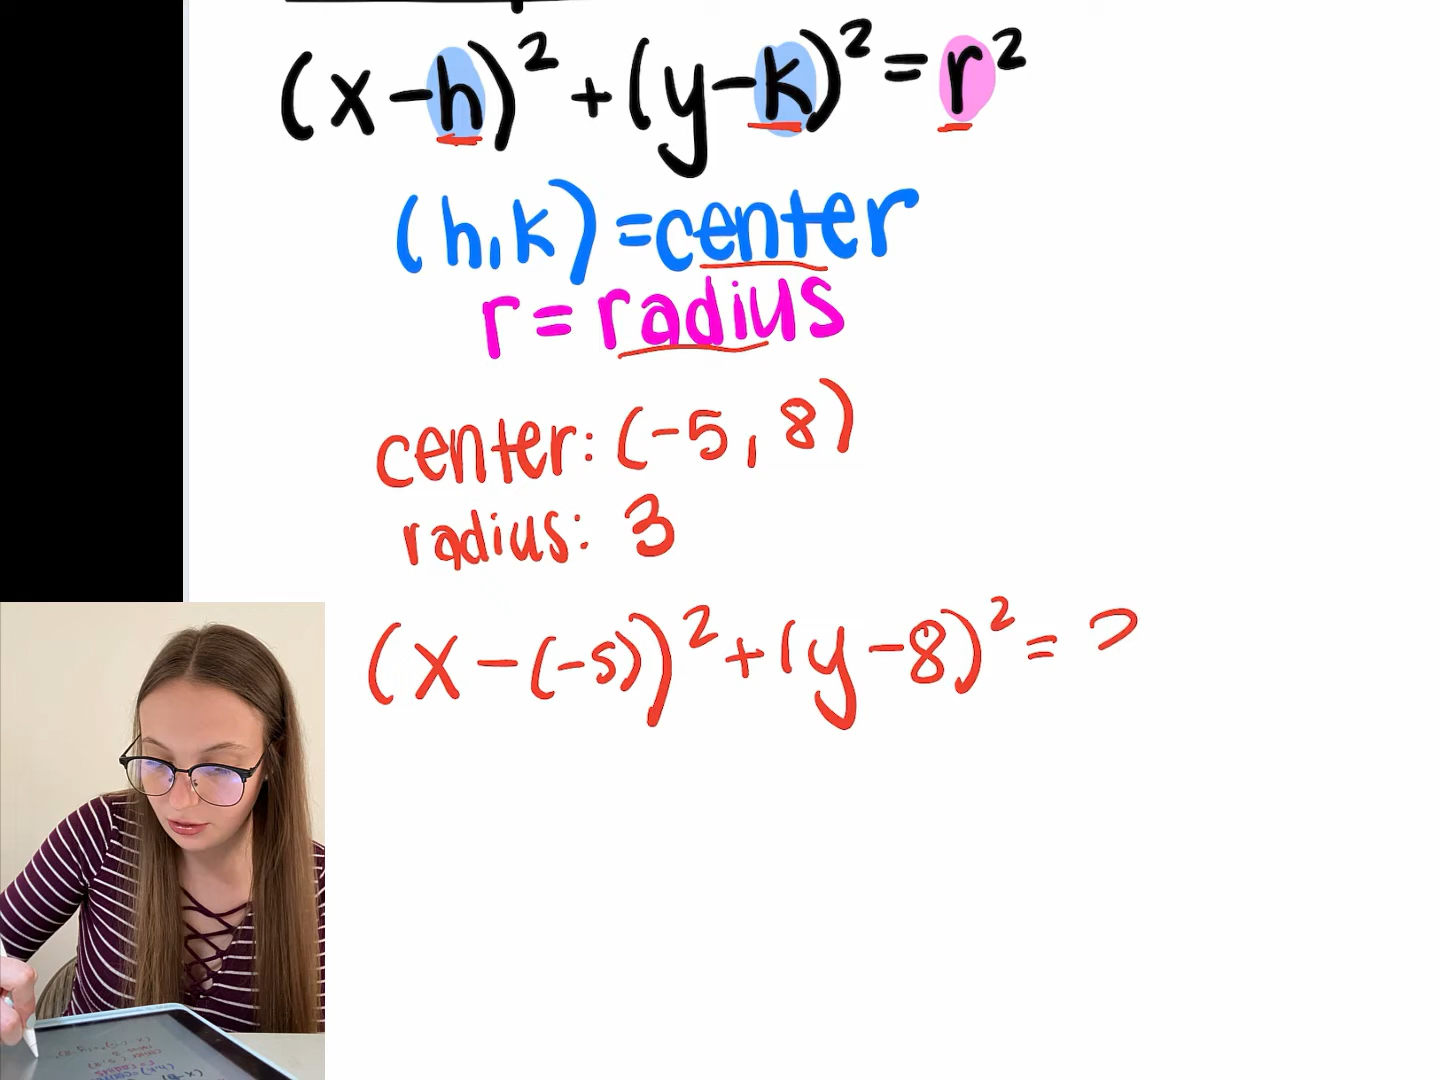 (x-h)²+(y-k)²=r²
(h,k)=center
r=radius
center: (-5, 8)
radius: 3
(x-(-5))²+(y-8)²=